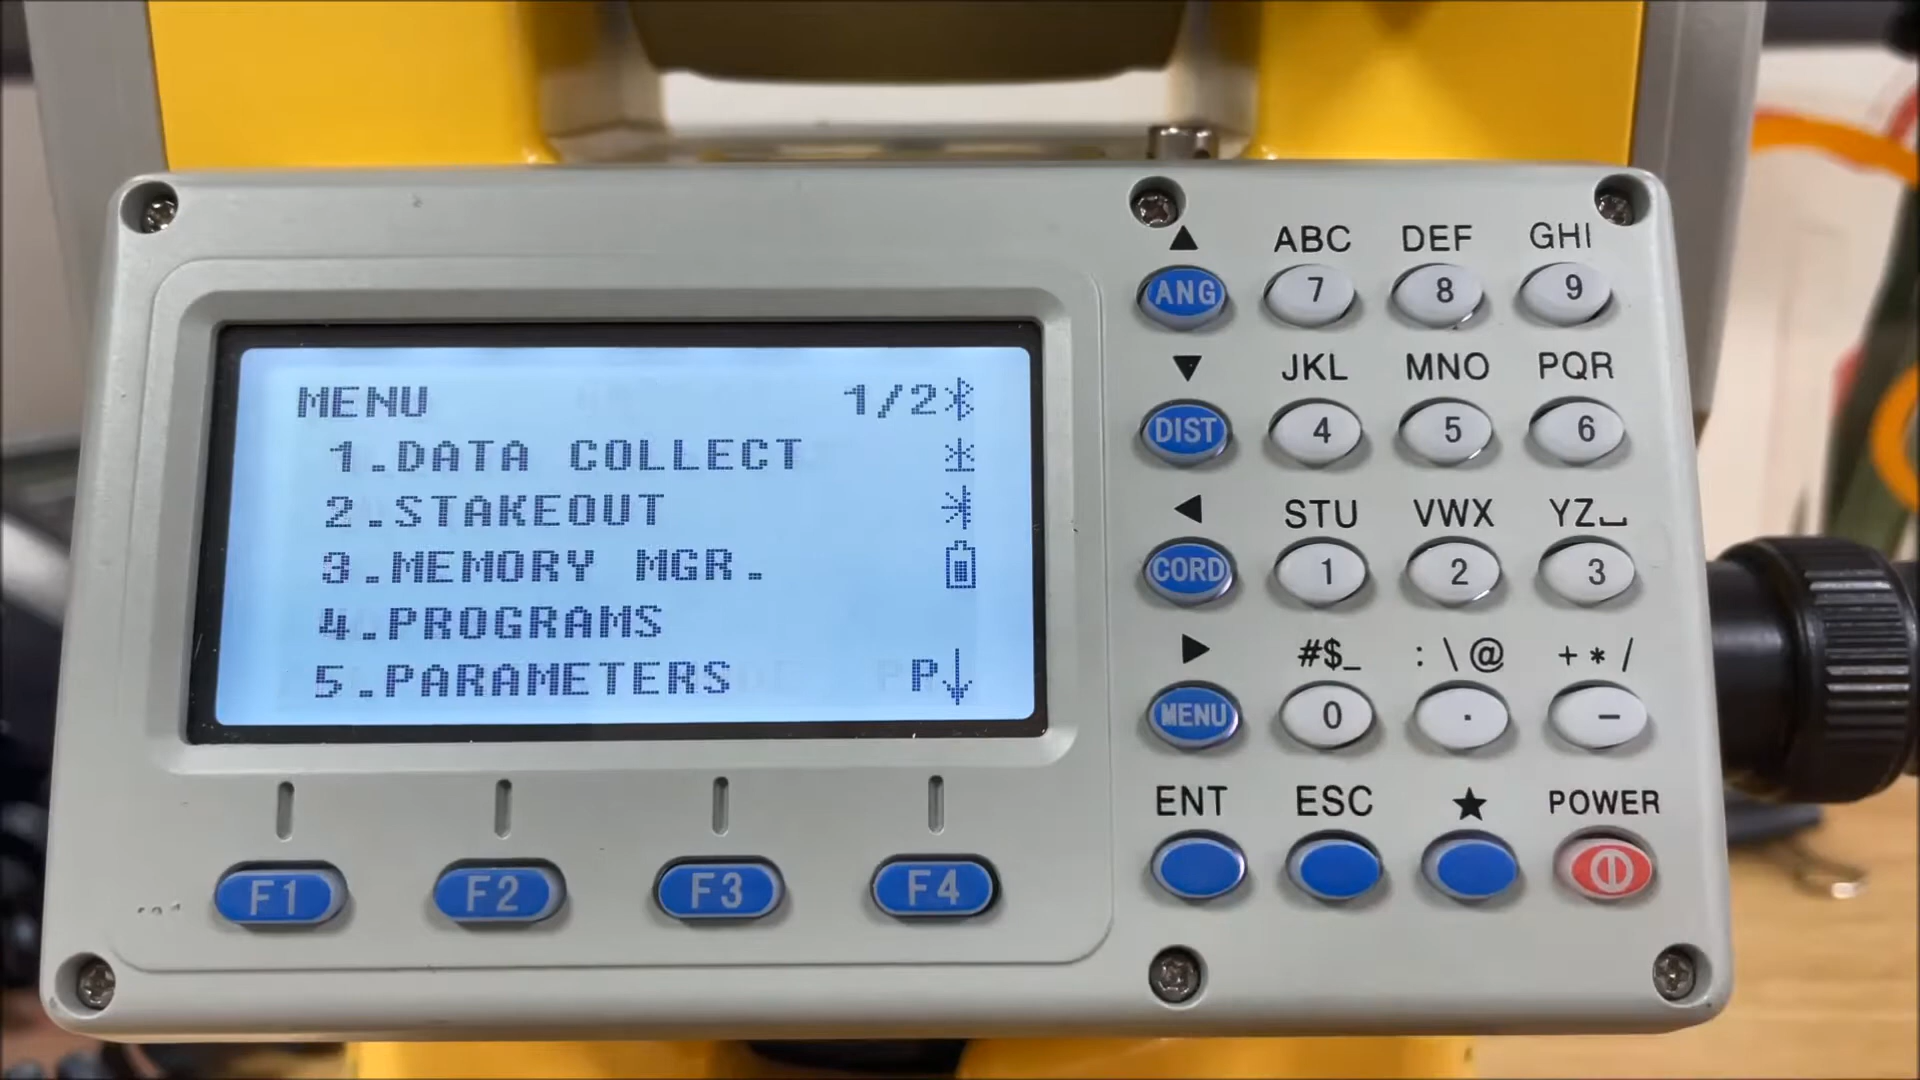 MENU 1/2
1.DATA COLLECT
2.STAKEOUT
3.MEMORY MGR.
4.PROGRAMS
5.PARAMETERS P↓
F1 F2 F3 F4
▲ ABC DEF GHI
ANG 7 8 9
▼ JKL MNO PQR
DIST 4 5 6
◀ STU VWX YZ⎵
CORD 1 2 3
▶ #$_ :\@ +*/
MENU 0 . -
ENT ESC ★ POWER